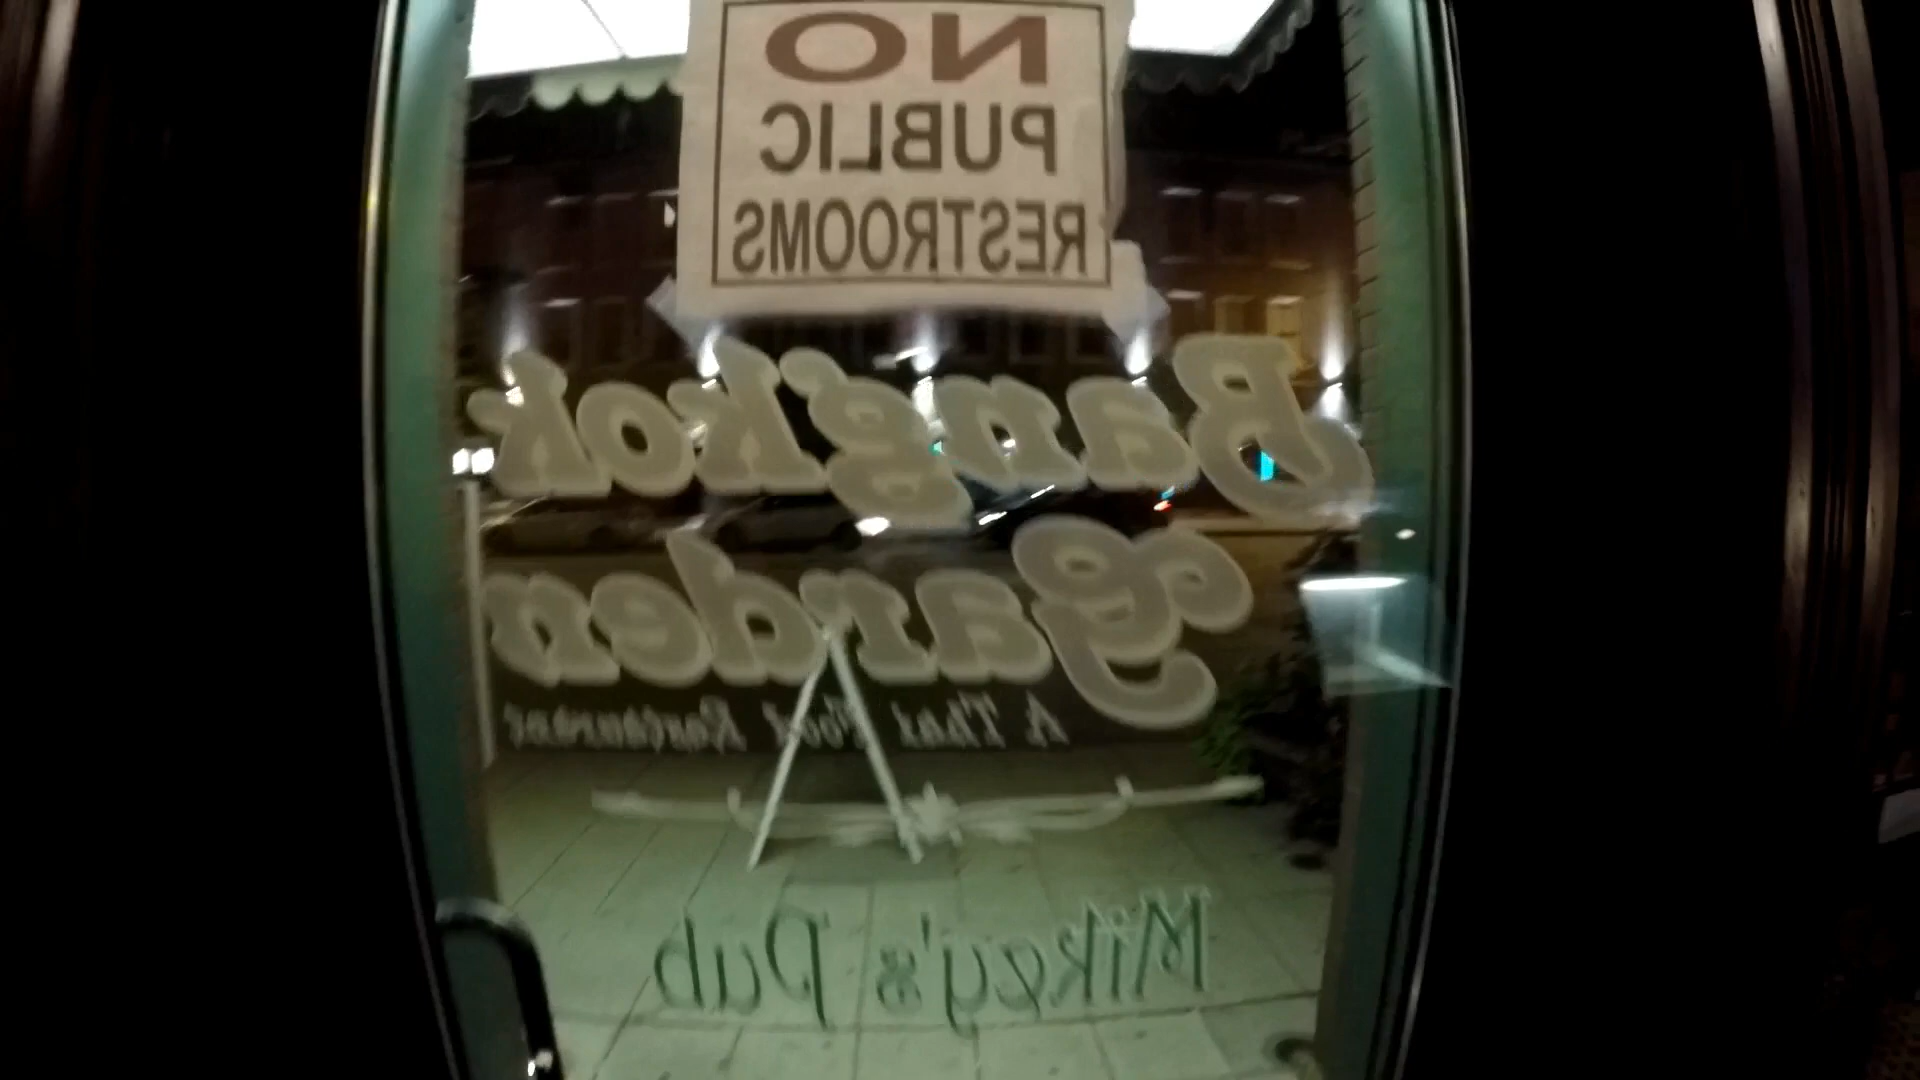 NO
PUBLIC
RESTROOMS
Bangkok
Garden
A Thai Food Restaurant
Mikey's Pub